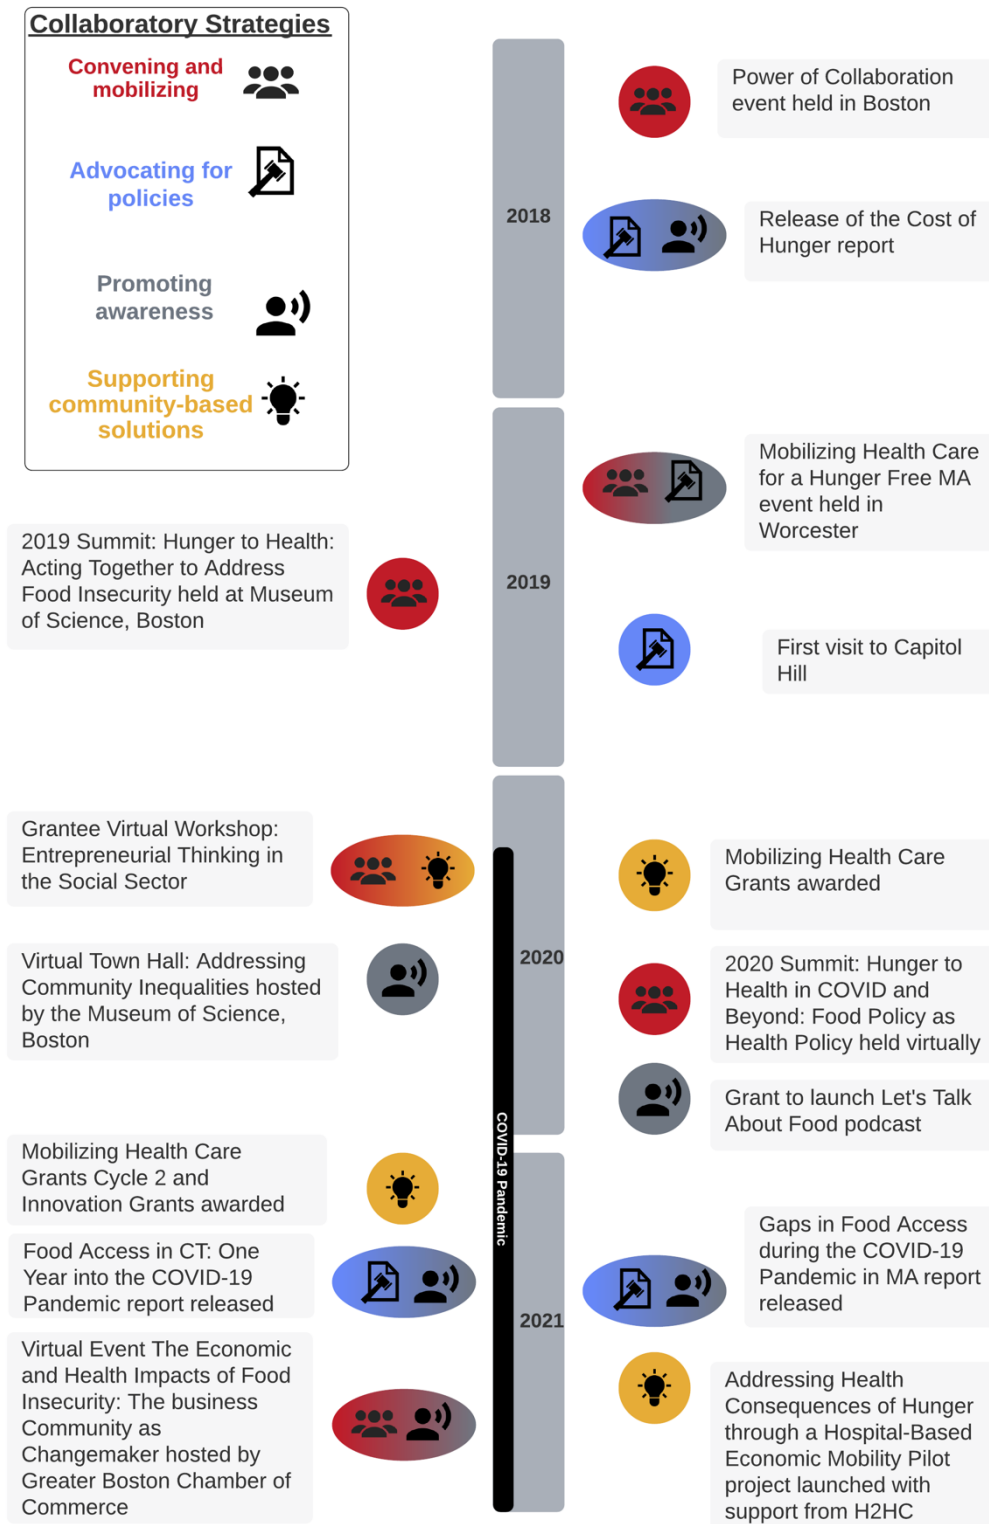 Collaboratory Strategies
Convening and
mobilizing
Advocating for
policies
Promoting
awareness
Supporting
community-based
solutions
2018
Power of Collaboration
event held in Boston
Release of the Cost of
Hunger report
2019
Mobilizing Health Care
for a Hunger Free MA
event held in
Worcester
2019 Summit: Hunger to Health:
Acting Together to Address
Food Insecurity held at Museum
of Science, Boston
First visit to Capitol
Hill
2020
Grantee Virtual Workshop:
Entrepreneurial Thinking in
the Social Sector
Mobilizing Health Care
Grants awarded
Virtual Town Hall: Addressing
Community Inequalities hosted
by the Museum of Science,
Boston
2020 Summit: Hunger to
Health in COVID and
Beyond: Food Policy as
Health Policy held virtually
Grant to launch Let's Talk
About Food podcast
COVID-19 Pandemic
2021
Mobilizing Health Care
Grants Cycle 2 and
Innovation Grants awarded
Food Access in CT: One
Year into the COVID-19
Pandemic report released
Gaps in Food Access
during the COVID-19
Pandemic in MA report
released
Virtual Event The Economic
and Health Impacts of Food
Insecurity: The business
Community as
Changemaker hosted by
Greater Boston Chamber of
Commerce
Addressing Health
Consequences of Hunger
through a Hospital-Based
Economic Mobility Pilot
project launched with
support from H2HC